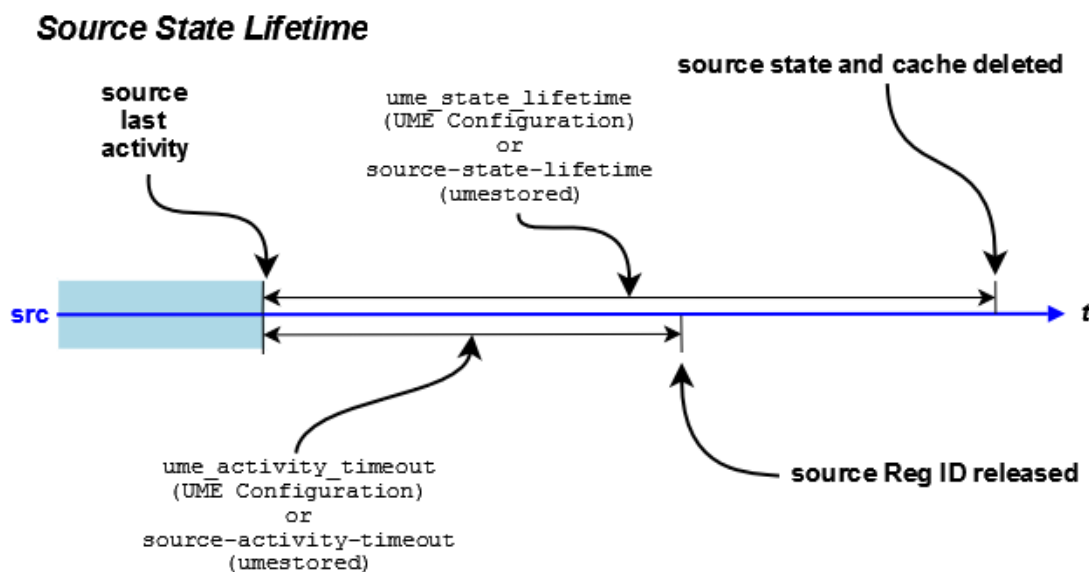 Source State Lifetime
source
last
activity
ume_state_lifetime
(UME Configuration)
or
source-state-lifetime
(umestored)
source state and cache deleted
src
t
ume_activity_timeout
(UME Configuration)
or
source-activity-timeout
(umestored)
source Reg ID released